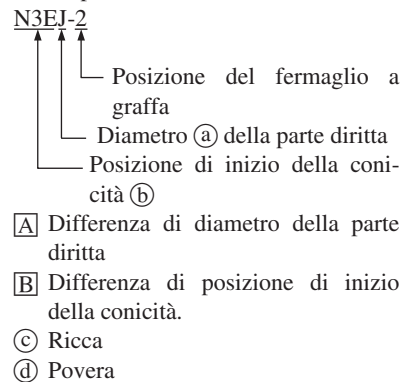 N3EJ-2
Posizione del fermaglio a
graffa
Diametro ⓐ della parte diritta
Posizione di inizio della coni-
cità ⓑ
🄰 Differenza di diametro della parte
diritta
🄱 Differenza di posizione di inizio
della conicità.
ⓒ Ricca
ⓓ Povera